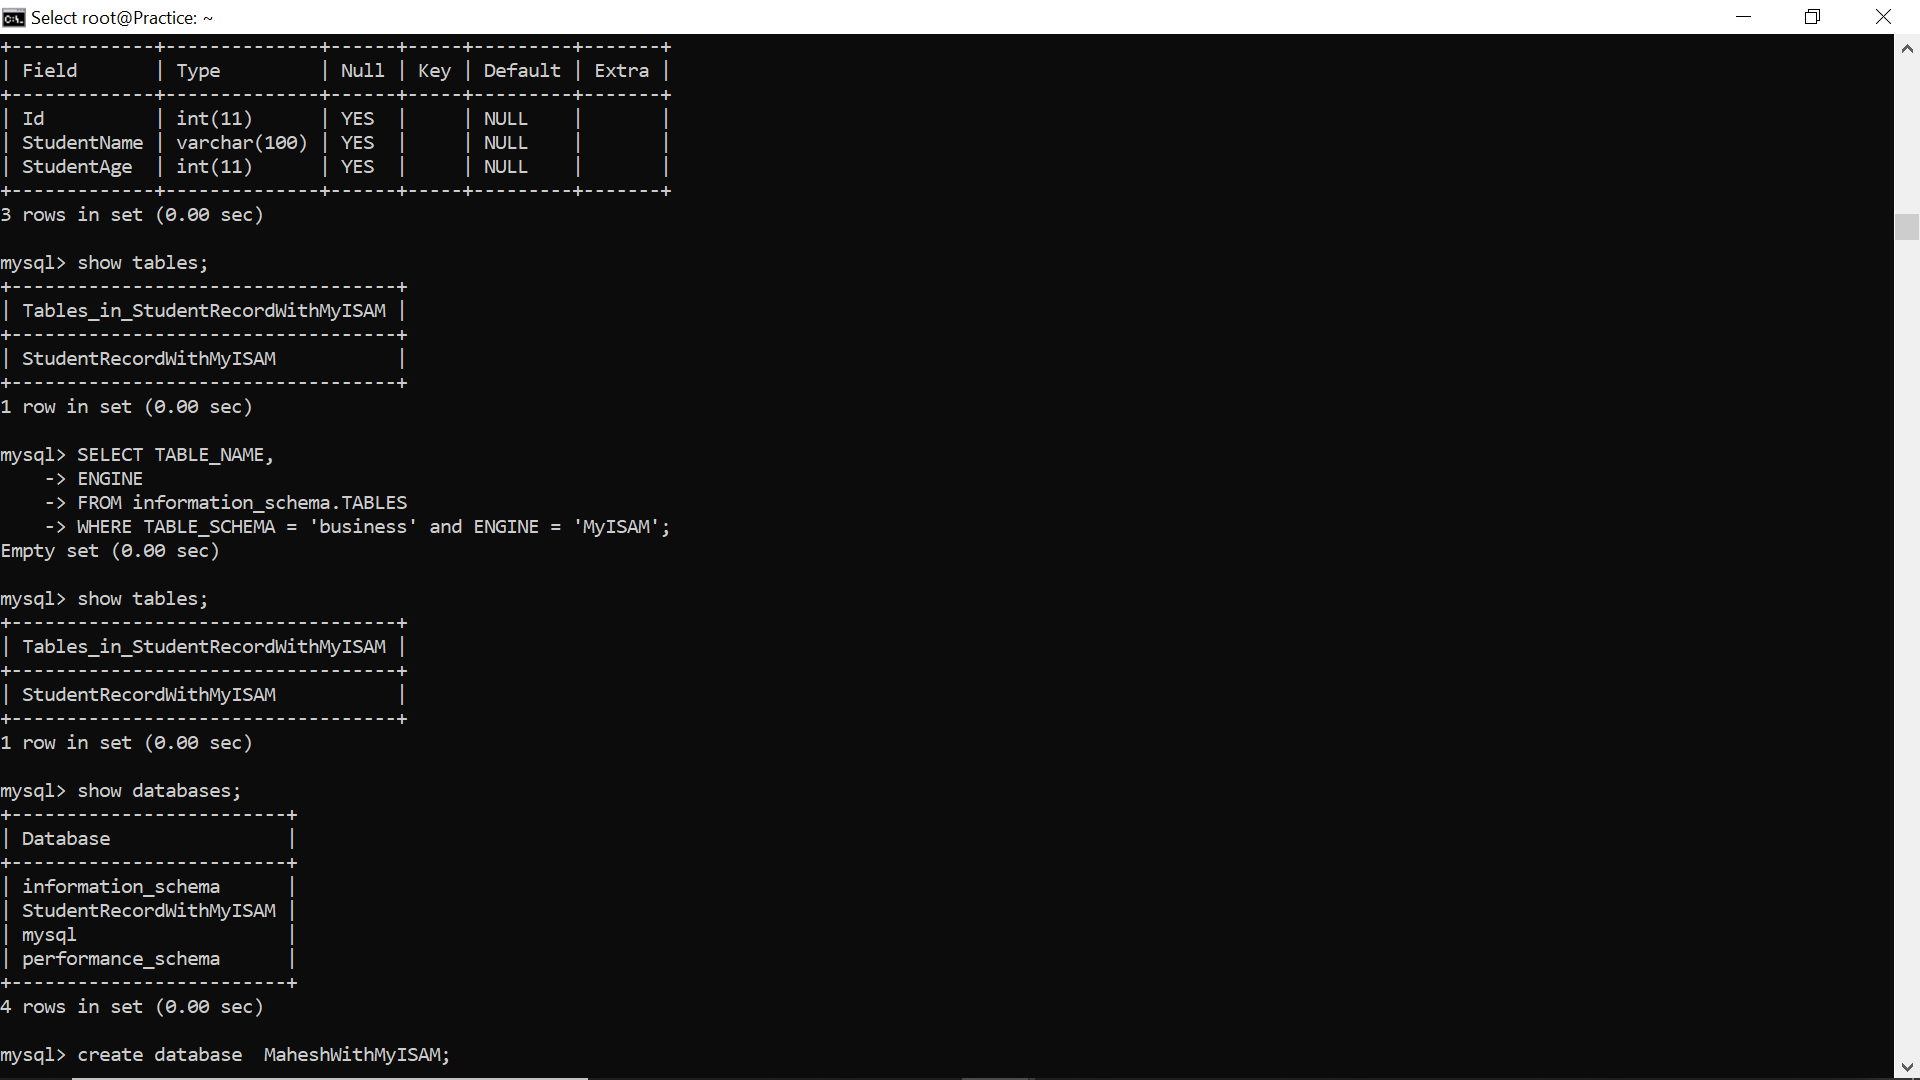 Select root@Practice: ~
+-------------+--------------+------+-----+---------+-------+
| Field       | Type         | Null | Key | Default | Extra |
+-------------+--------------+------+-----+---------+-------+
| Id          | int(11)      | YES  |     | NULL    |       |
| StudentName | varchar(100) | YES  |     | NULL    |       |
| StudentAge  | int(11)      | YES  |     | NULL    |       |
+-------------+--------------+------+-----+---------+-------+
3 rows in set (0.00 sec)

mysql> show tables;
+-----------------------------------+
| Tables_in_StudentRecordWithMyISAM |
+-----------------------------------+
| StudentRecordWithMyISAM           |
+-----------------------------------+
1 row in set (0.00 sec)

mysql> SELECT TABLE_NAME,
    -> ENGINE
    -> FROM information_schema.TABLES
    -> WHERE TABLE_SCHEMA = 'business' and ENGINE = 'MyISAM';
Empty set (0.00 sec)

mysql> show tables;
+-----------------------------------+
| Tables_in_StudentRecordWithMyISAM |
+-----------------------------------+
| StudentRecordWithMyISAM           |
+-----------------------------------+
1 row in set (0.00 sec)

mysql> show databases;
+-------------------------+
| Database                |
+-------------------------+
| information_schema      |
| StudentRecordWithMyISAM |
| mysql                   |
| performance_schema      |
+-------------------------+
4 rows in set (0.00 sec)

mysql> create database  MaheshWithMyISAM;